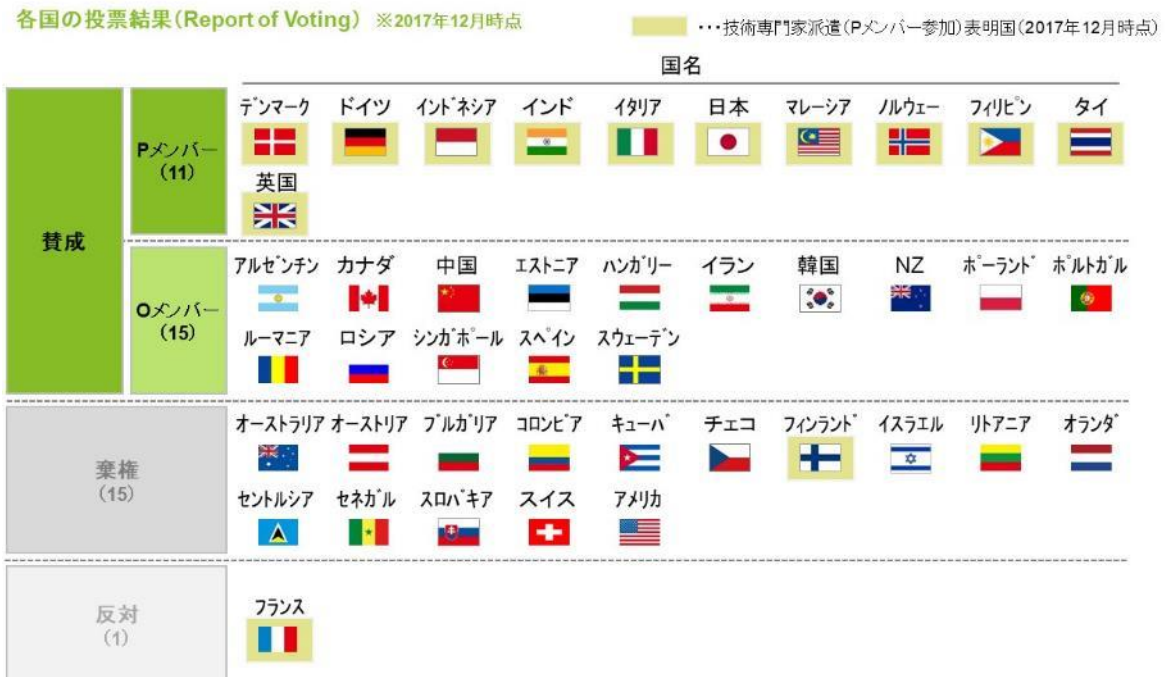 各国の投票結果(Report of Voting) ※2017年12月時点
・・・技術専門家派遣(Pメンバー参加)表明国(2017年12月時点)
国名
賛成
Pメンバー
(11)
デンマーク ドイツ インドネシア インド イタリア 日本 マレーシア ノルウェー フィリピン タイ
英国
Oメンバー
(15)
アルゼンチン カナダ 中国 エストニア ハンガリー イラン 韓国 NZ ポーランド ポルトガル
ルーマニア ロシア シンガポール スペイン スウェーデン
棄権
(15)
オーストラリア オーストリア ブルガリア コロンビア キューバ チェコ フィンランド イスラエル リトアニア オランダ
セントルシア セネガル スロバキア スイス アメリカ
反対
(1)
フランス